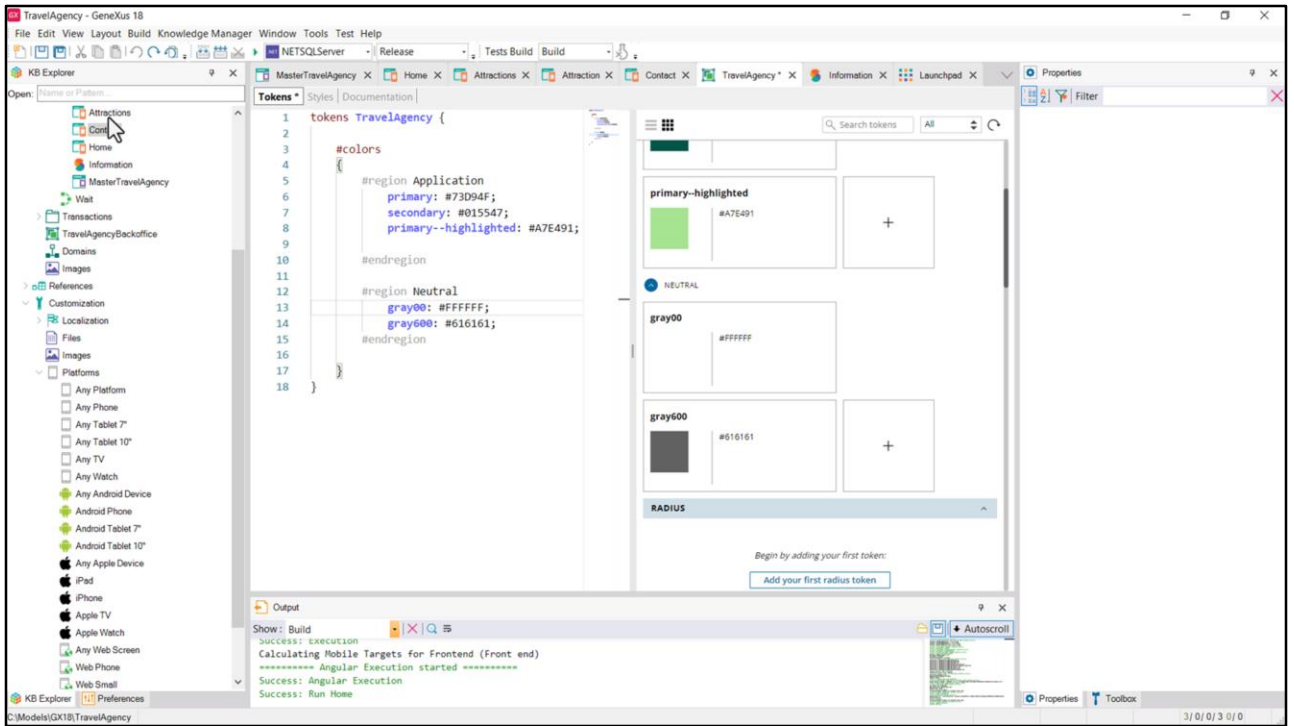 TravelAgency - GeneXus 18
File Edit View Layout Build Knowledge Manager Window Tools Test Help
NETSQLServer Release Tests Build Build
KB Explorer
Open: Name or Pattern
Attractions
Cont
Home
Information
MasterTravelAgency
Wait
Transactions
TravelAgencyBackoffice
Domains
Images
References
Customization
Localization
Files
Images
Platforms
Any Platform
Any Phone
Any Tablet 7"
Any Tablet 10"
Any TV
Any Watch
Any Android Device
Android Phone
Android Tablet 7"
Android Tablet 10"
Any Apple Device
iPad
iPhone
Apple TV
Apple Watch
Any Web Screen
Web Phone
Web Small
KB Explorer Preferences
MasterTravelAgency X Home X Attractions X Attraction X Contact X TravelAgency * X Information X Launchpad X
Tokens * Styles Documentation
1 tokens TravelAgency {
2
3 #colors
4 {
5 #region Application
6 primary: #73D94F;
7 secondary: #015547;
8 primary--highlighted: #A7E491;
9
10 #endregion
11
12 #region Neutral
13 gray00: #FFFFFF;
14 gray600: #616161;
15 #endregion
16
17 }
18 }
Search tokens All
primary--highlighted
#A7E491
+
NEUTRAL
gray00
#FFFFFF
gray600
#616161
+
RADIUS
Begin by adding your first token:
Add your first radius token
Output
Show: Build Autoscroll
Success: Execution
Calculating Mobile Targets for Frontend (Front end)
========== Angular Execution started ==========
Success: Angular Execution
Success: Run Home
Properties
Filter
Properties Toolbox
C:\Models\GX18\TravelAgency
3/0/0/3 0/0